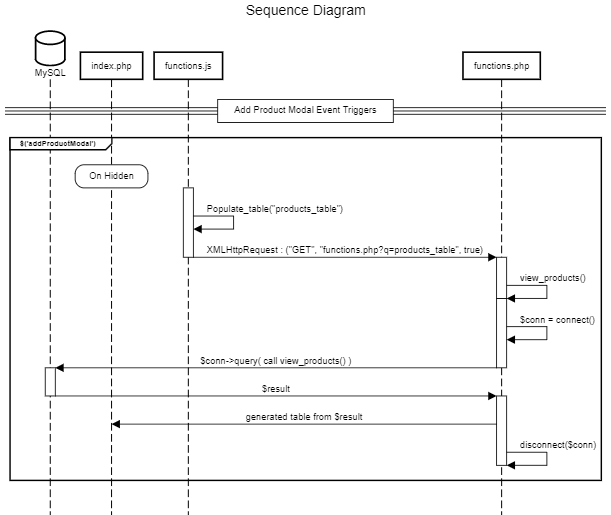 Sequence Diagram
MySQL
index.php
functions.js
functions.php
Add Product Modal Event Triggers
$('addProductModal')
On Hidden
Populate_table("products_table")
XMLHttpRequest : ("GET", "functions.php?q=products_table", true)
view_products()
$conn = connect()
$conn->query( call view_products() )
$result
generated table from $result
disconnect($conn)